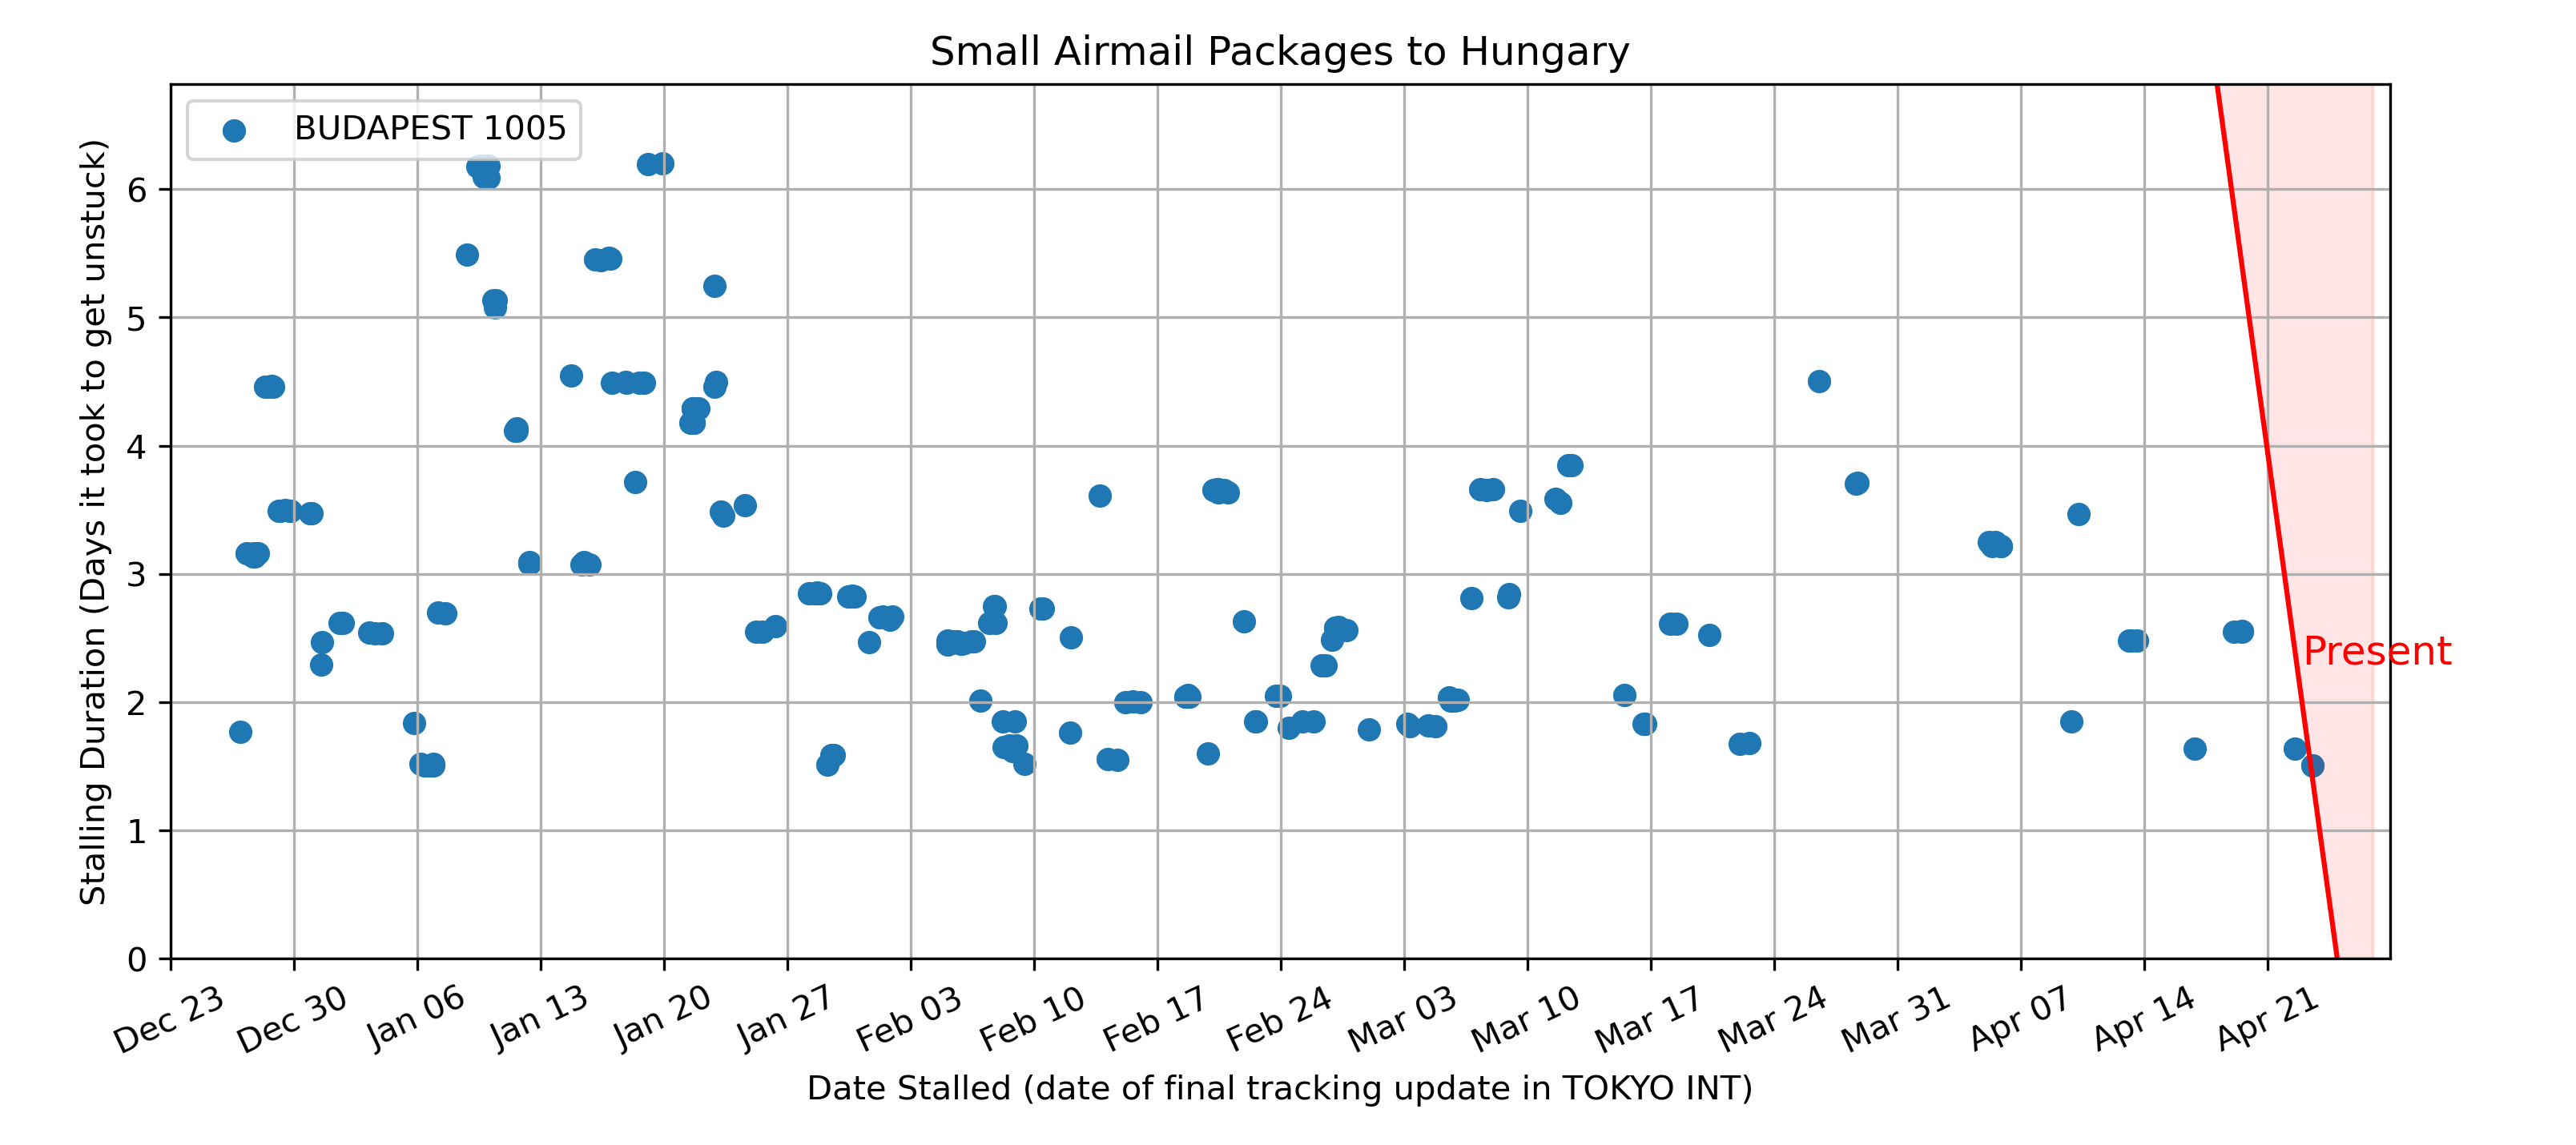 Small Airmail Packages to Hungary
BUDAPEST 1005
Stalling Duration (Days it took to get unstuck)
6
5
4
3
2
1
0
Present
Dec 23
Dec 30
Jan 06
Jan 13
Jan 20
Jan 27
Feb 03
Feb 10
Feb 17
Feb 24
Mar 03
Mar 10
Mar 17
Mar 24
Mar 31
Apr 07
Apr 14
Apr 21
Date Stalled (date of final tracking update in TOKYO INT)